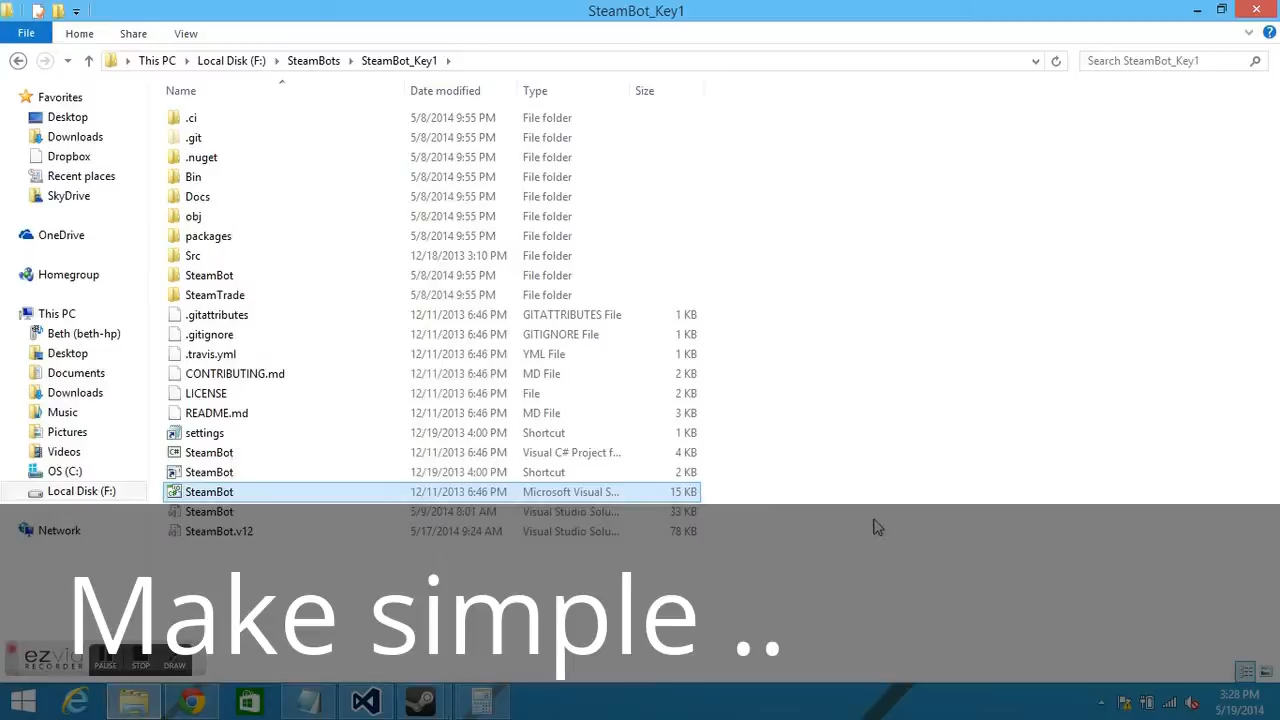 SteamBot_Key1
File Home Share View
This PC Local Disk (F:) SteamBots SteamBot_Key1 Search SteamBot_Key1
Name Date modified Type Size
Favorites
Desktop
Downloads
Dropbox
Recent places
SkyDrive
OneDrive
Homegroup
This PC
Beth (beth-hp)
Desktop
Documents
Downloads
Music
Pictures
Videos
OS (C:)
Local Disk (F:)
Network
.ci 5/8/2014 9:55 PM File folder
.git 5/8/2014 9:55 PM File folder
.nuget 5/8/2014 9:55 PM File folder
Bin 5/8/2014 9:55 PM File folder
Docs 5/8/2014 9:55 PM File folder
obj 5/8/2014 9:55 PM File folder
packages 5/8/2014 9:55 PM File folder
Src 12/18/2013 3:10 PM File folder
SteamBot 5/8/2014 9:55 PM File folder
SteamTrade 5/8/2014 9:55 PM File folder
.gitattributes 12/11/2013 6:46 PM GITATTRIBUTES File 1 KB
.gitignore 12/11/2013 6:46 PM GITIGNORE File 1 KB
.travis.yml 12/11/2013 6:46 PM YML File 1 KB
CONTRIBUTING.md 12/11/2013 6:46 PM MD File 2 KB
LICENSE 12/11/2013 6:46 PM File 2 KB
README.md 12/11/2013 6:46 PM MD File 3 KB
settings 12/19/2013 4:00 PM Shortcut 1 KB
SteamBot 12/11/2013 6:46 PM Visual C# Project f... 4 KB
SteamBot 12/19/2013 4:00 PM Shortcut 2 KB
SteamBot 12/11/2013 6:46 PM Microsoft Visual S... 15 KB
SteamBot 5/9/2014 8:01 AM Visual Studio Solu... 33 KB
SteamBot.v12 5/17/2014 9:24 AM Visual Studio Solu... 78 KB
Make simple ..
ezvid
RECORDER
PAUSE STOP DRAW
3:28 PM
5/19/2014